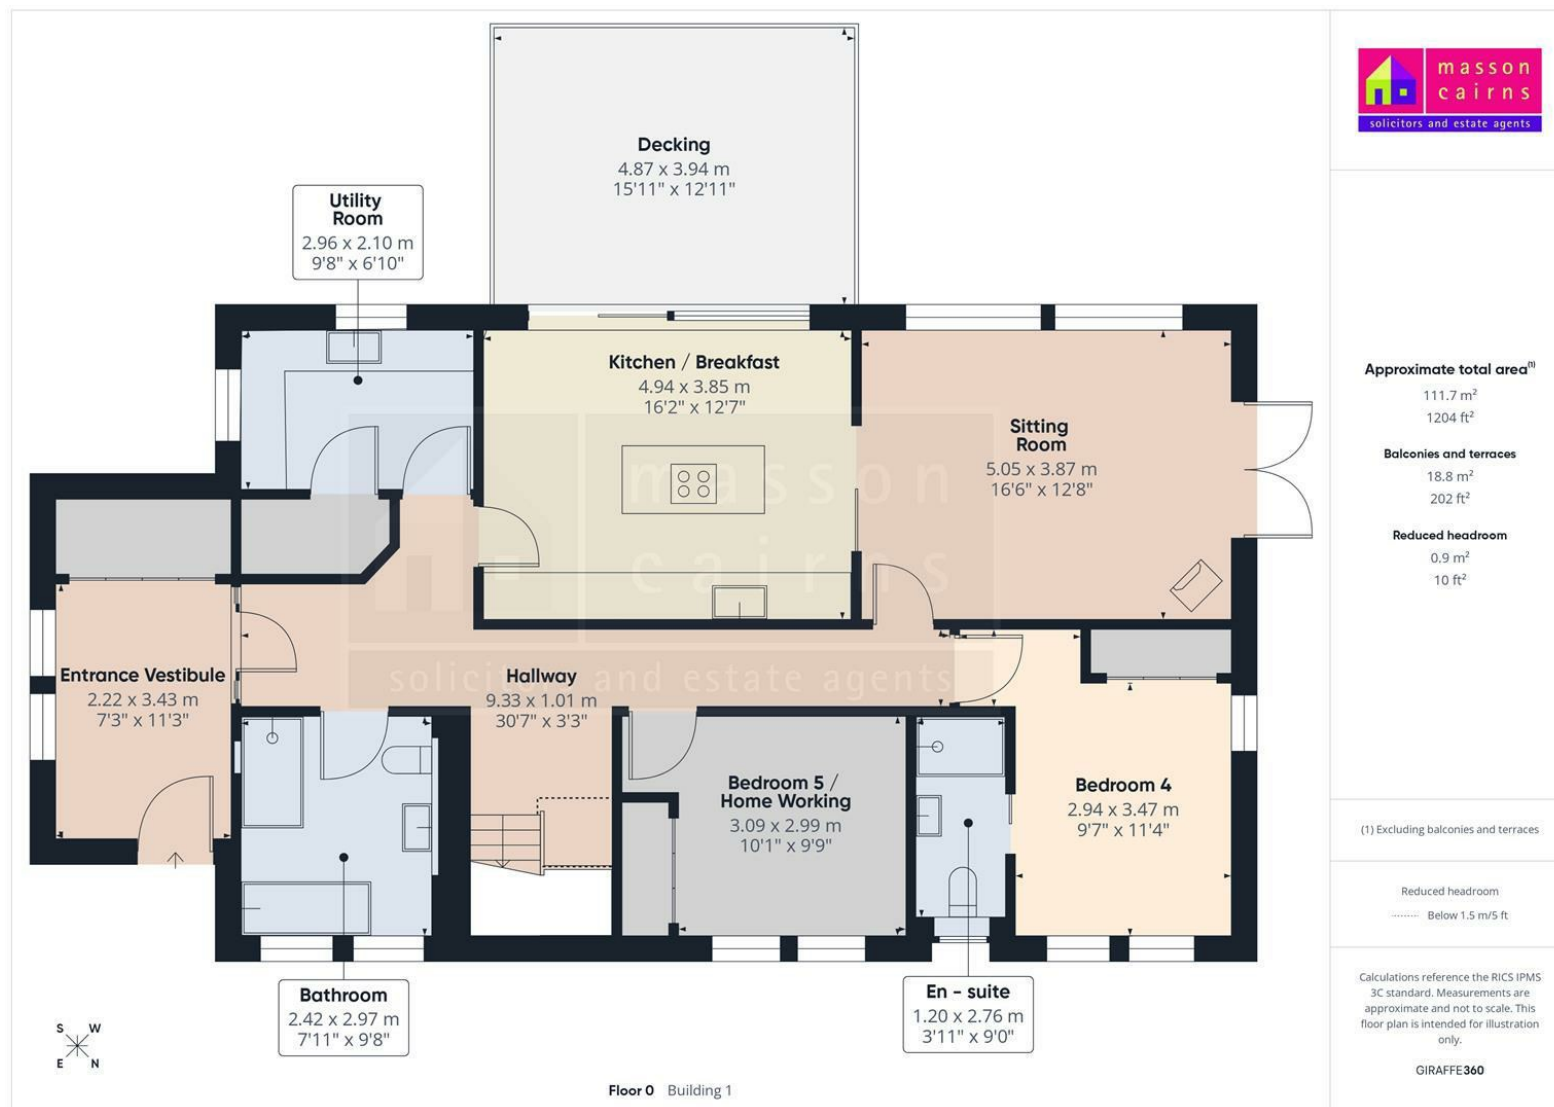 masson
cairns
solicitors and estate agents
Decking
4.87 x 3.94 m
15'11" x 12'11"
Utility
Room
2.96 x 2.10 m
9'8" x 6'10"
Kitchen / Breakfast
4.94 x 3.85 m
16'2" x 12'7"
Sitting
Room
5.05 x 3.87 m
16'6" x 12'8"
masson
cairns
solicitors and estate agents
Entrance Vestibule
2.22 x 3.43 m
7'3" x 11'3"
Hallway
9.33 x 1.01 m
30'7" x 3'3"
Bedroom 5 /
Home Working
3.09 x 2.99 m
10'1" x 9'9"
Bedroom 4
2.94 x 3.47 m
9'7" x 11'4"
Bathroom
2.42 x 2.97 m
7'11" x 9'8"
En - suite
1.20 x 2.76 m
3'11" x 9'0"
S W
E N
Floor 0 Building 1
Approximate total area(1)
111.7 m²
1204 ft²
Balconies and terraces
18.8 m²
202 ft²
Reduced headroom
0.9 m²
10 ft²
(1) Excluding balconies and terraces
Reduced headroom
Below 1.5 m/5 ft
Calculations reference the RICS IPMS
3C standard. Measurements are
approximate and not to scale. This
floor plan is intended for illustration
only.
GIRAFFE360